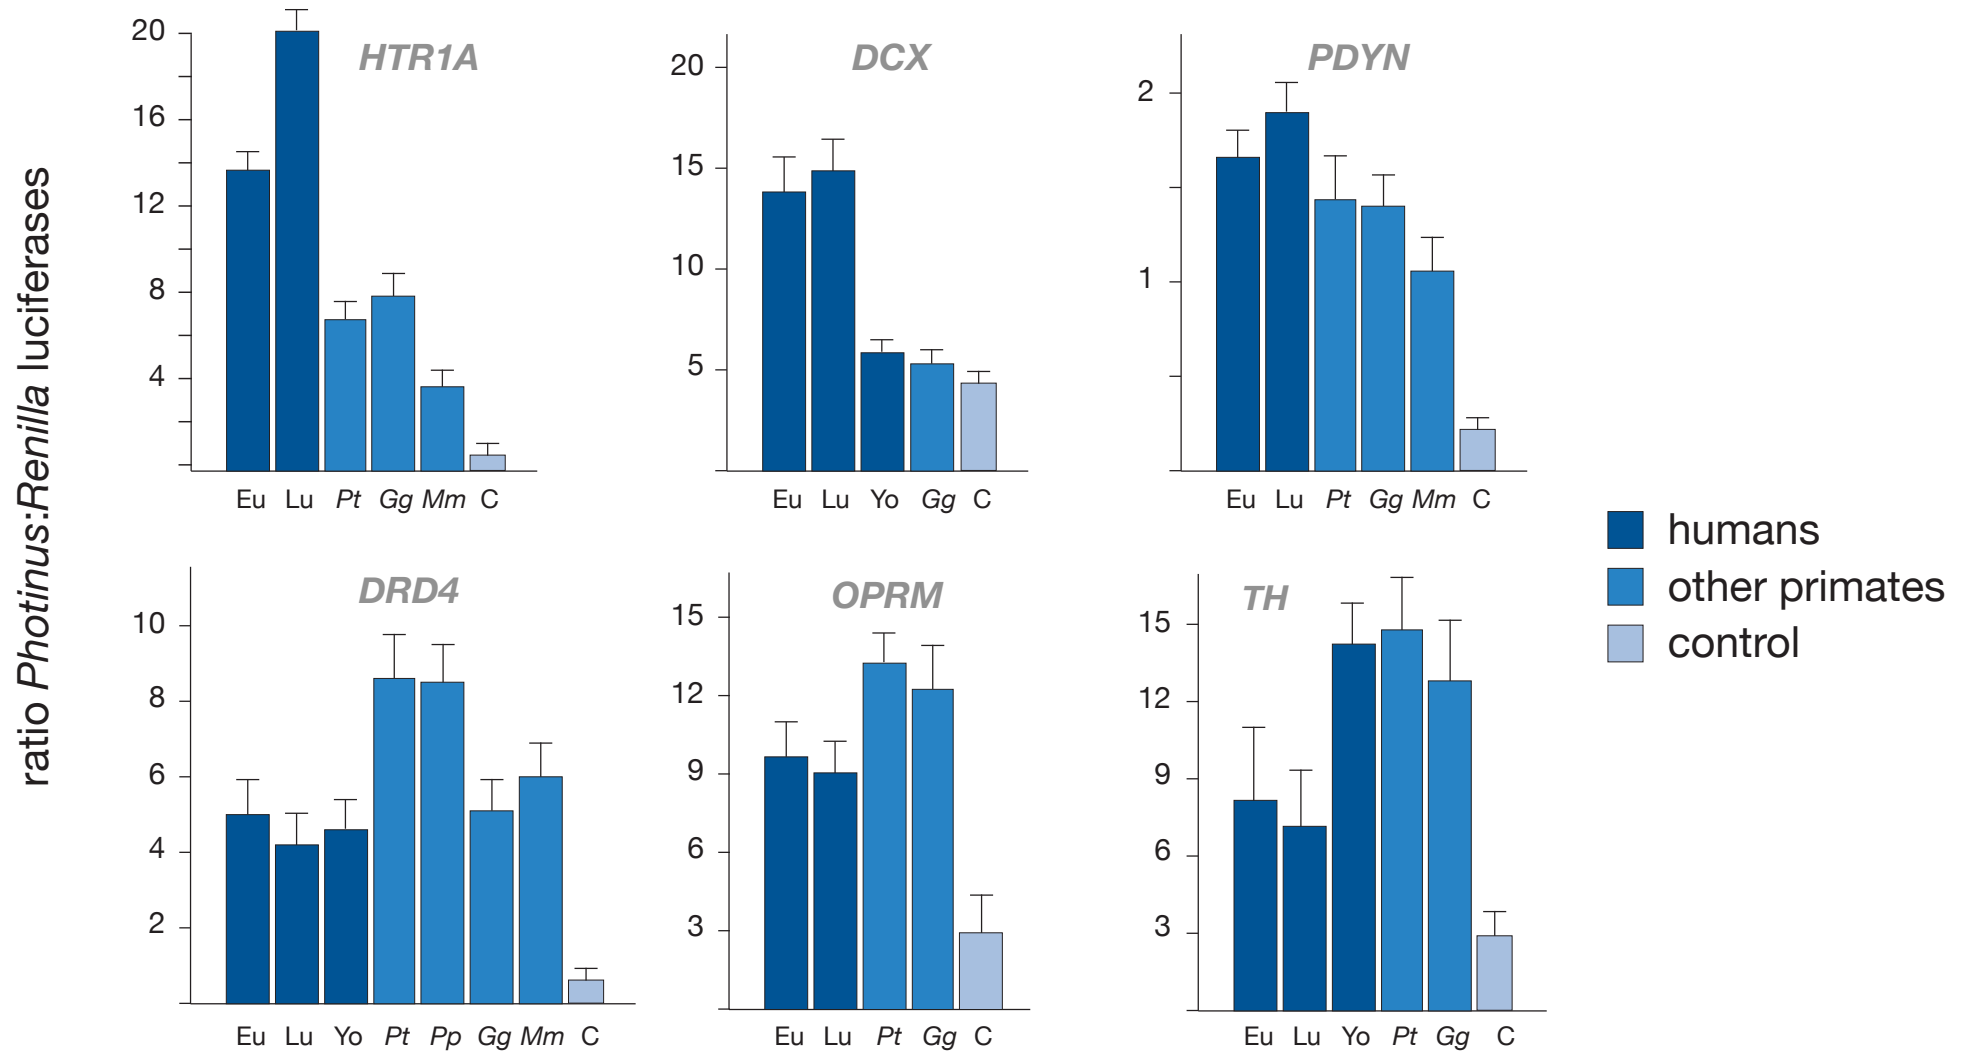 ratio Photinus:Renilla luciferases
HTR1A
20
16
12
8
4
Eu Lu Pt Gg Mm C
DCX
20
15
10
5
Eu Lu Yo Gg C
PDYN
2
1
Eu Lu Pt Gg Mm C
DRD4
10
8
6
4
2
Eu Lu Yo Pt Pp Gg Mm C
OPRM
15
12
9
6
3
Eu Lu Pt Gg C
TH
15
12
9
6
3
Eu Lu Yo Pt Gg C
humans
other primates
control